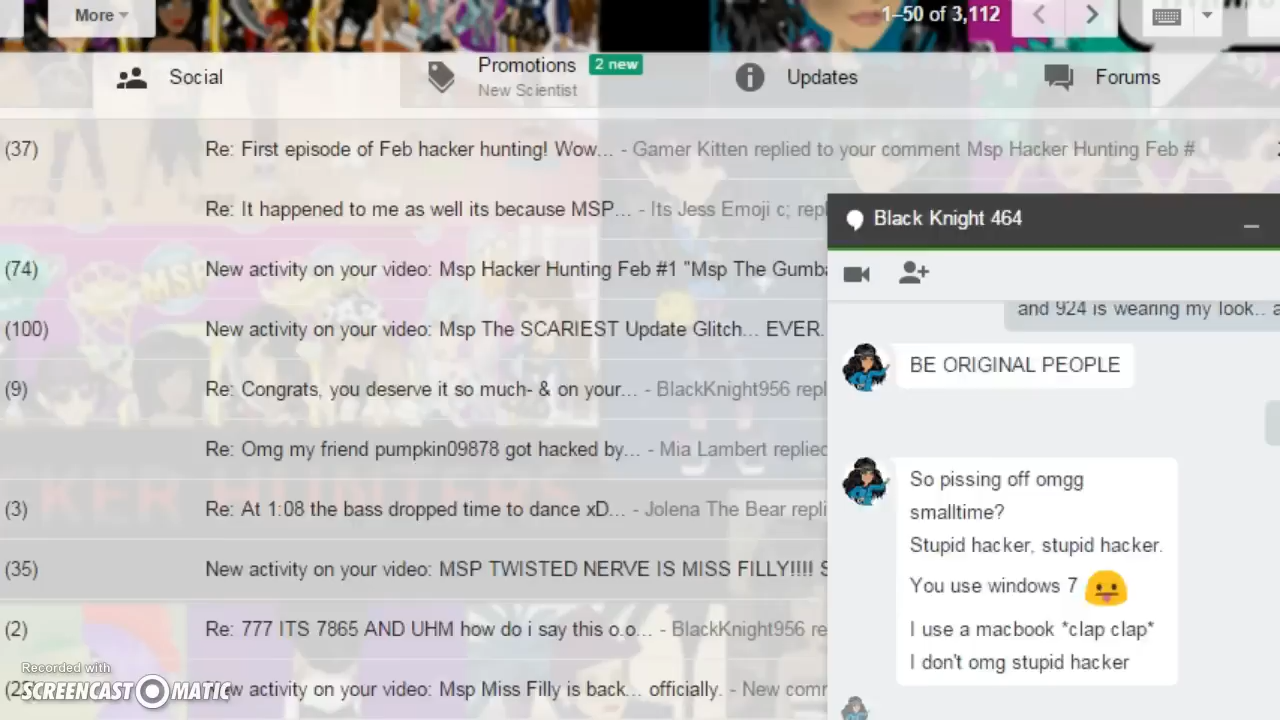 More
1–50 of 3,112
Social
Promotions 2 new
New Scientist
Updates
Forums
(37) Re: First episode of Feb hacker hunting! Wow... - Gamer Kitten replied to your comment Msp Hacker Hunting Feb #
Re: It happened to me as well its because MSP... - Its Jess Emoji c; repl
(74) New activity on your video: Msp Hacker Hunting Feb #1 "Msp The Gumba
(100) New activity on your video: Msp The SCARIEST Update Glitch... EVER.
(9) Re: Congrats, you deserve it so much- & on your... - BlackKnight956 repl
Re: Omg my friend pumpkin09878 got hacked by... - Mia Lambert replied
(3) Re: At 1:08 the bass dropped time to dance xD... - Jolena The Bear repli
(35) New activity on your video: MSP TWISTED NERVE IS MISS FILLY!!!! S
(2) Re: 777 ITS 7865 AND UHM how do i say this o.o... - BlackKnight956 re
activity on your video: Msp Miss Filly is back... officially. - New comm
Black Knight 464
and 924 is wearing my look.. a
BE ORIGINAL PEOPLE
So pissing off omgg
smalltime?
Stupid hacker, stupid hacker.
You use windows 7
I use a macbook *clap clap*
I don't omg stupid hacker
Recorded with
SCREENCAST-O-MATIC